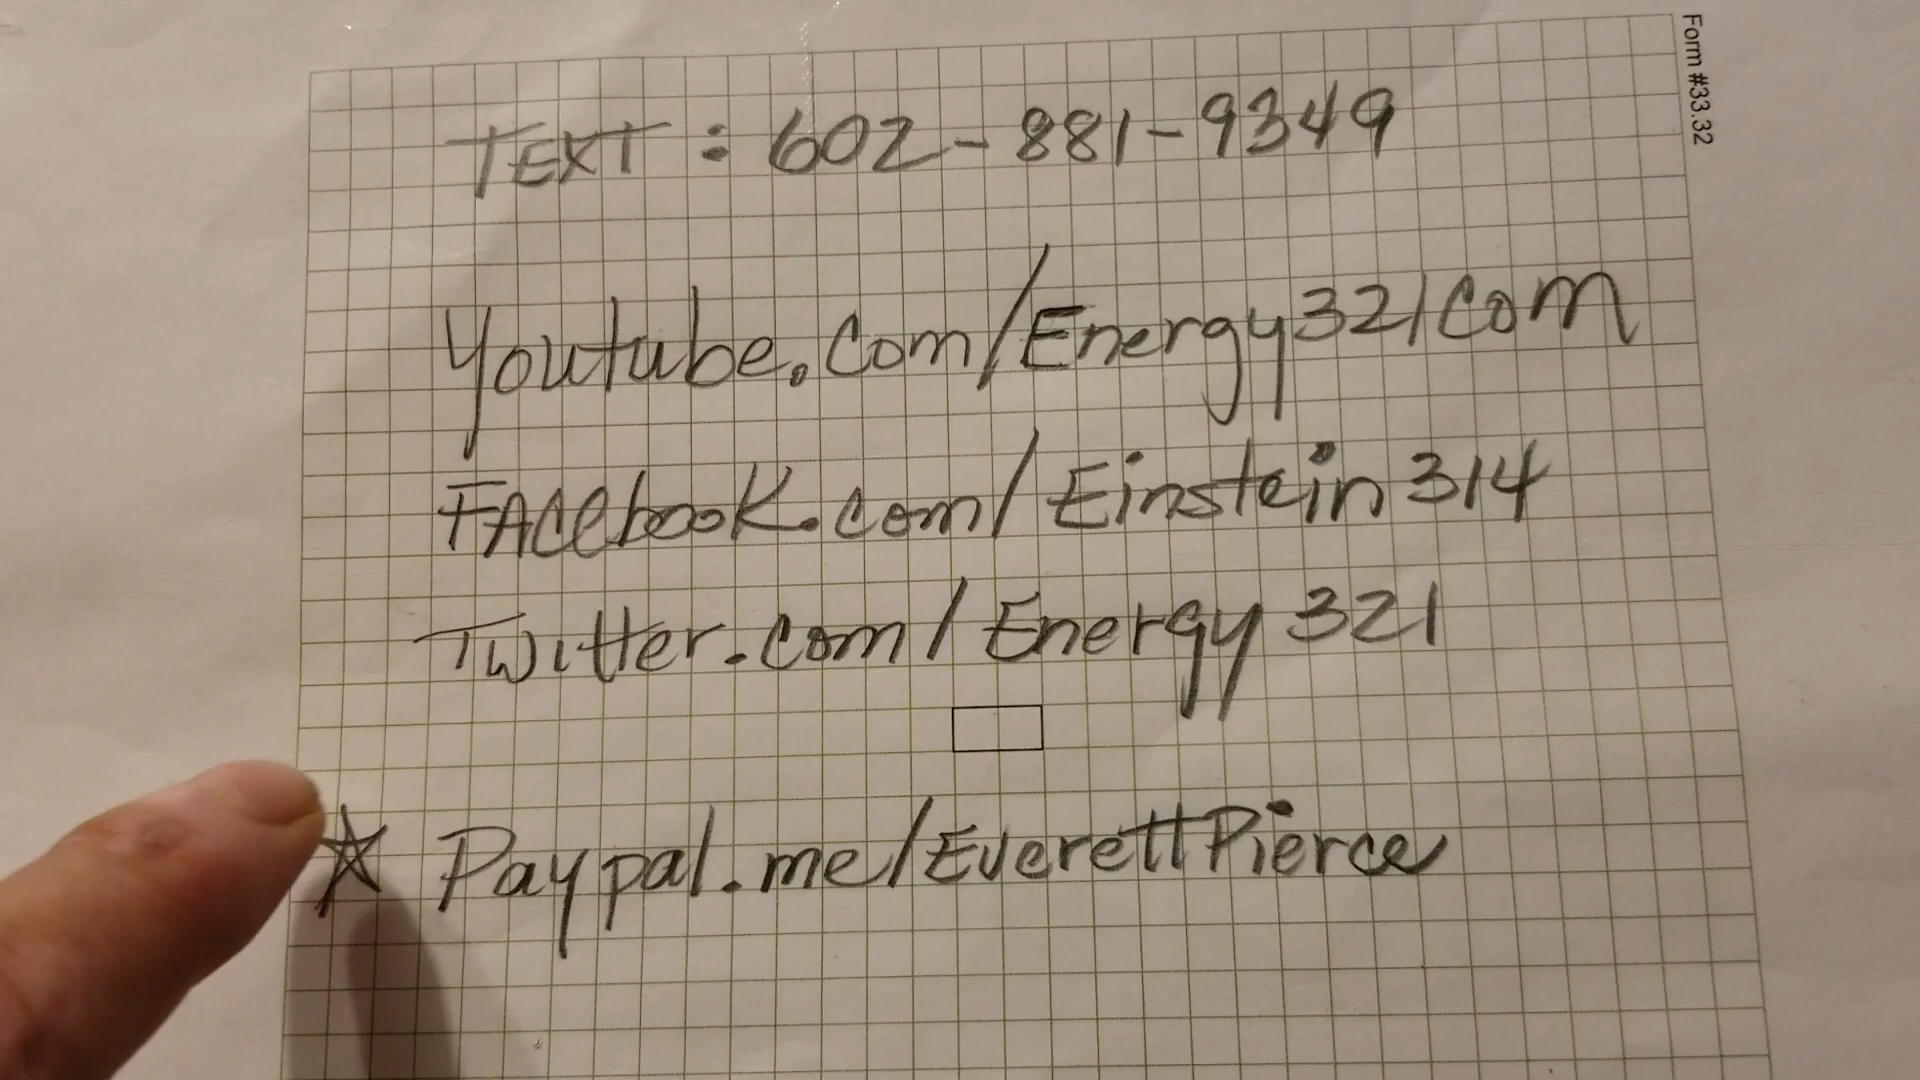 Form #33.32
TEXT: 602-881-9349
Youtube.com/Energy321com
FACebook.com/Einstein314
Twitter.com/Energy321
☆ Paypal.me/EverettPierce